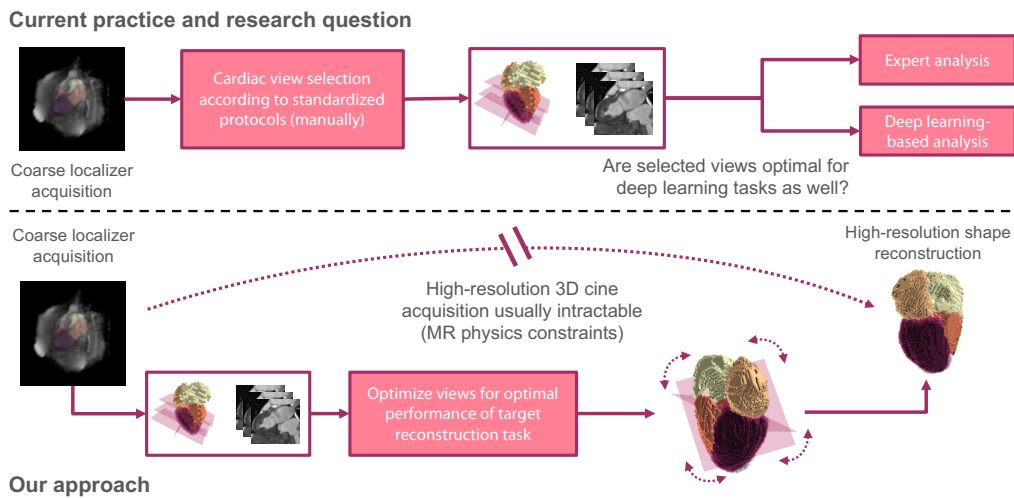 Current practice and research question
Cardiac view selection
according to standardized
protocols (manually)
Expert analysis
Deep learning-
based analysis
Coarse localizer
acquisition
Are selected views optimal for
deep learning tasks as well?
Coarse localizer
acquisition
High-resolution shape
reconstruction
High-resolution 3D cine
acquisition usually intractable
(MR physics constraints)
Optimize views for optimal
performance of target
reconstruction task
Our approach